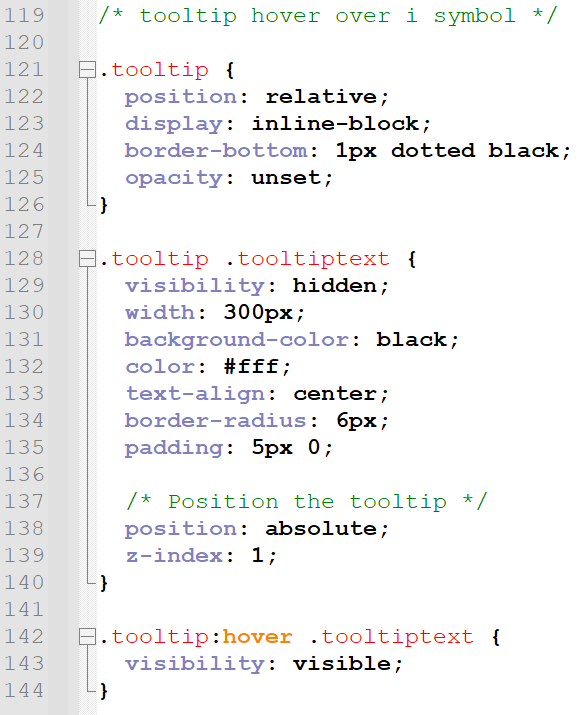 119 /* tooltip hover over i symbol */
120
121 .tooltip {
122 position: relative;
123 display: inline-block;
124 border-bottom: 1px dotted black;
125 opacity: unset;
126 }
127
128 .tooltip .tooltiptext {
129 visibility: hidden;
130 width: 300px;
131 background-color: black;
132 color: #fff;
133 text-align: center;
134 border-radius: 6px;
135 padding: 5px 0;
136
137 /* Position the tooltip */
138 position: absolute;
139 z-index: 1;
140 }
141
142 .tooltip:hover .tooltiptext {
143 visibility: visible;
144 }